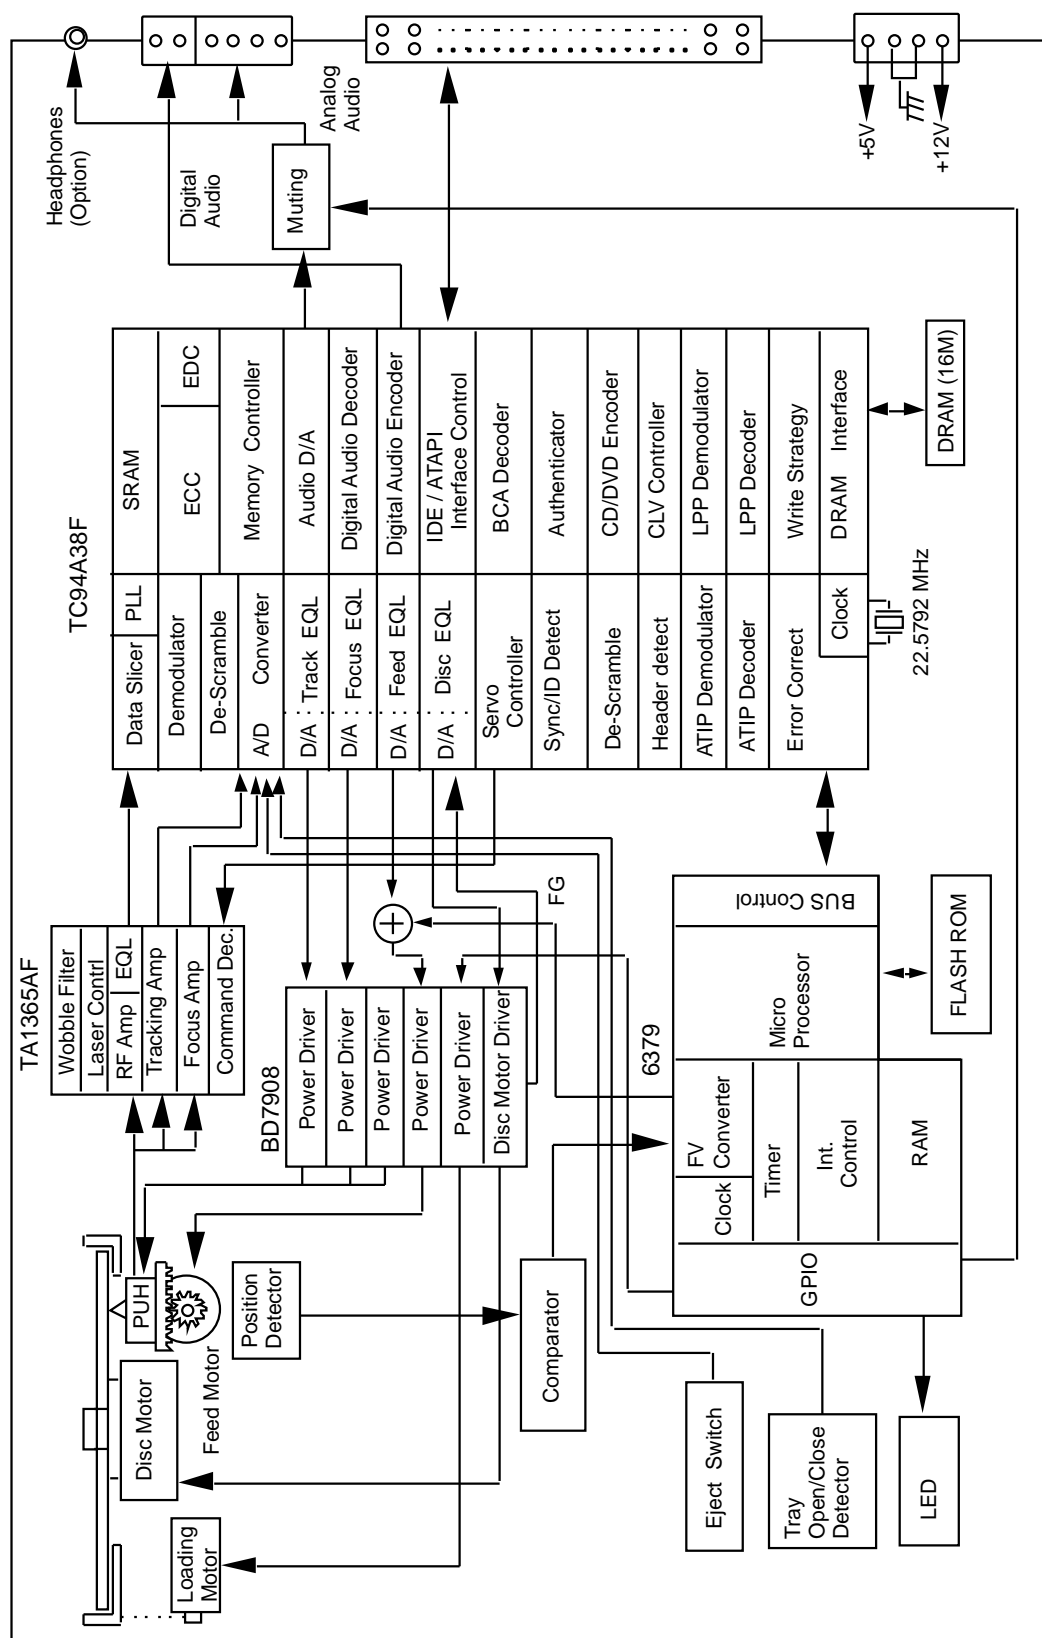 Headphones
(Option)
Digital
Audio
Analog
Audio
Muting
+5V
+12V
TC94A38F
SRAM
ECC
EDC
Memory Controller
Audio D/A
Digital Audio Decoder
Digital Audio Encoder
IDE / ATAPI
Interface Control
BCA Decoder
Authenticator
CD/DVD Encoder
CLV Controller
LPP Demodulator
LPP Decoder
Write Strategy
DRAM Interface
DRAM (16M)
Data Slicer
PLL
Demodulator
De-Scramble
A/D Converter
D/A Track EQL
D/A Focus EQL
D/A Feed EQL
D/A Disc EQL
Servo
Controller
Sync/ID Detect
De-Scramble
Header detect
ATIP Demodulator
ATIP Decoder
Error Correct
Clock
22.5792 MHz
TA1365AF
Wobble Filter
Laser Contrl
RF Amp
EQL
Tracking Amp
Focus Amp
Command Dec.
FG
BD7908
Power Driver
Power Driver
Power Driver
Power Driver
Power Driver
Disc Motor Driver
6379
BUS Control
Micro
Processor
FLASH ROM
FV
Converter
Clock
Timer
Int.
Control
RAM
GPIO
PUH
Feed Motor
Disc Motor
Loading
Motor
Position
Detector
Comparator
Eject Switch
Tray
Open/Close
Detector
LED